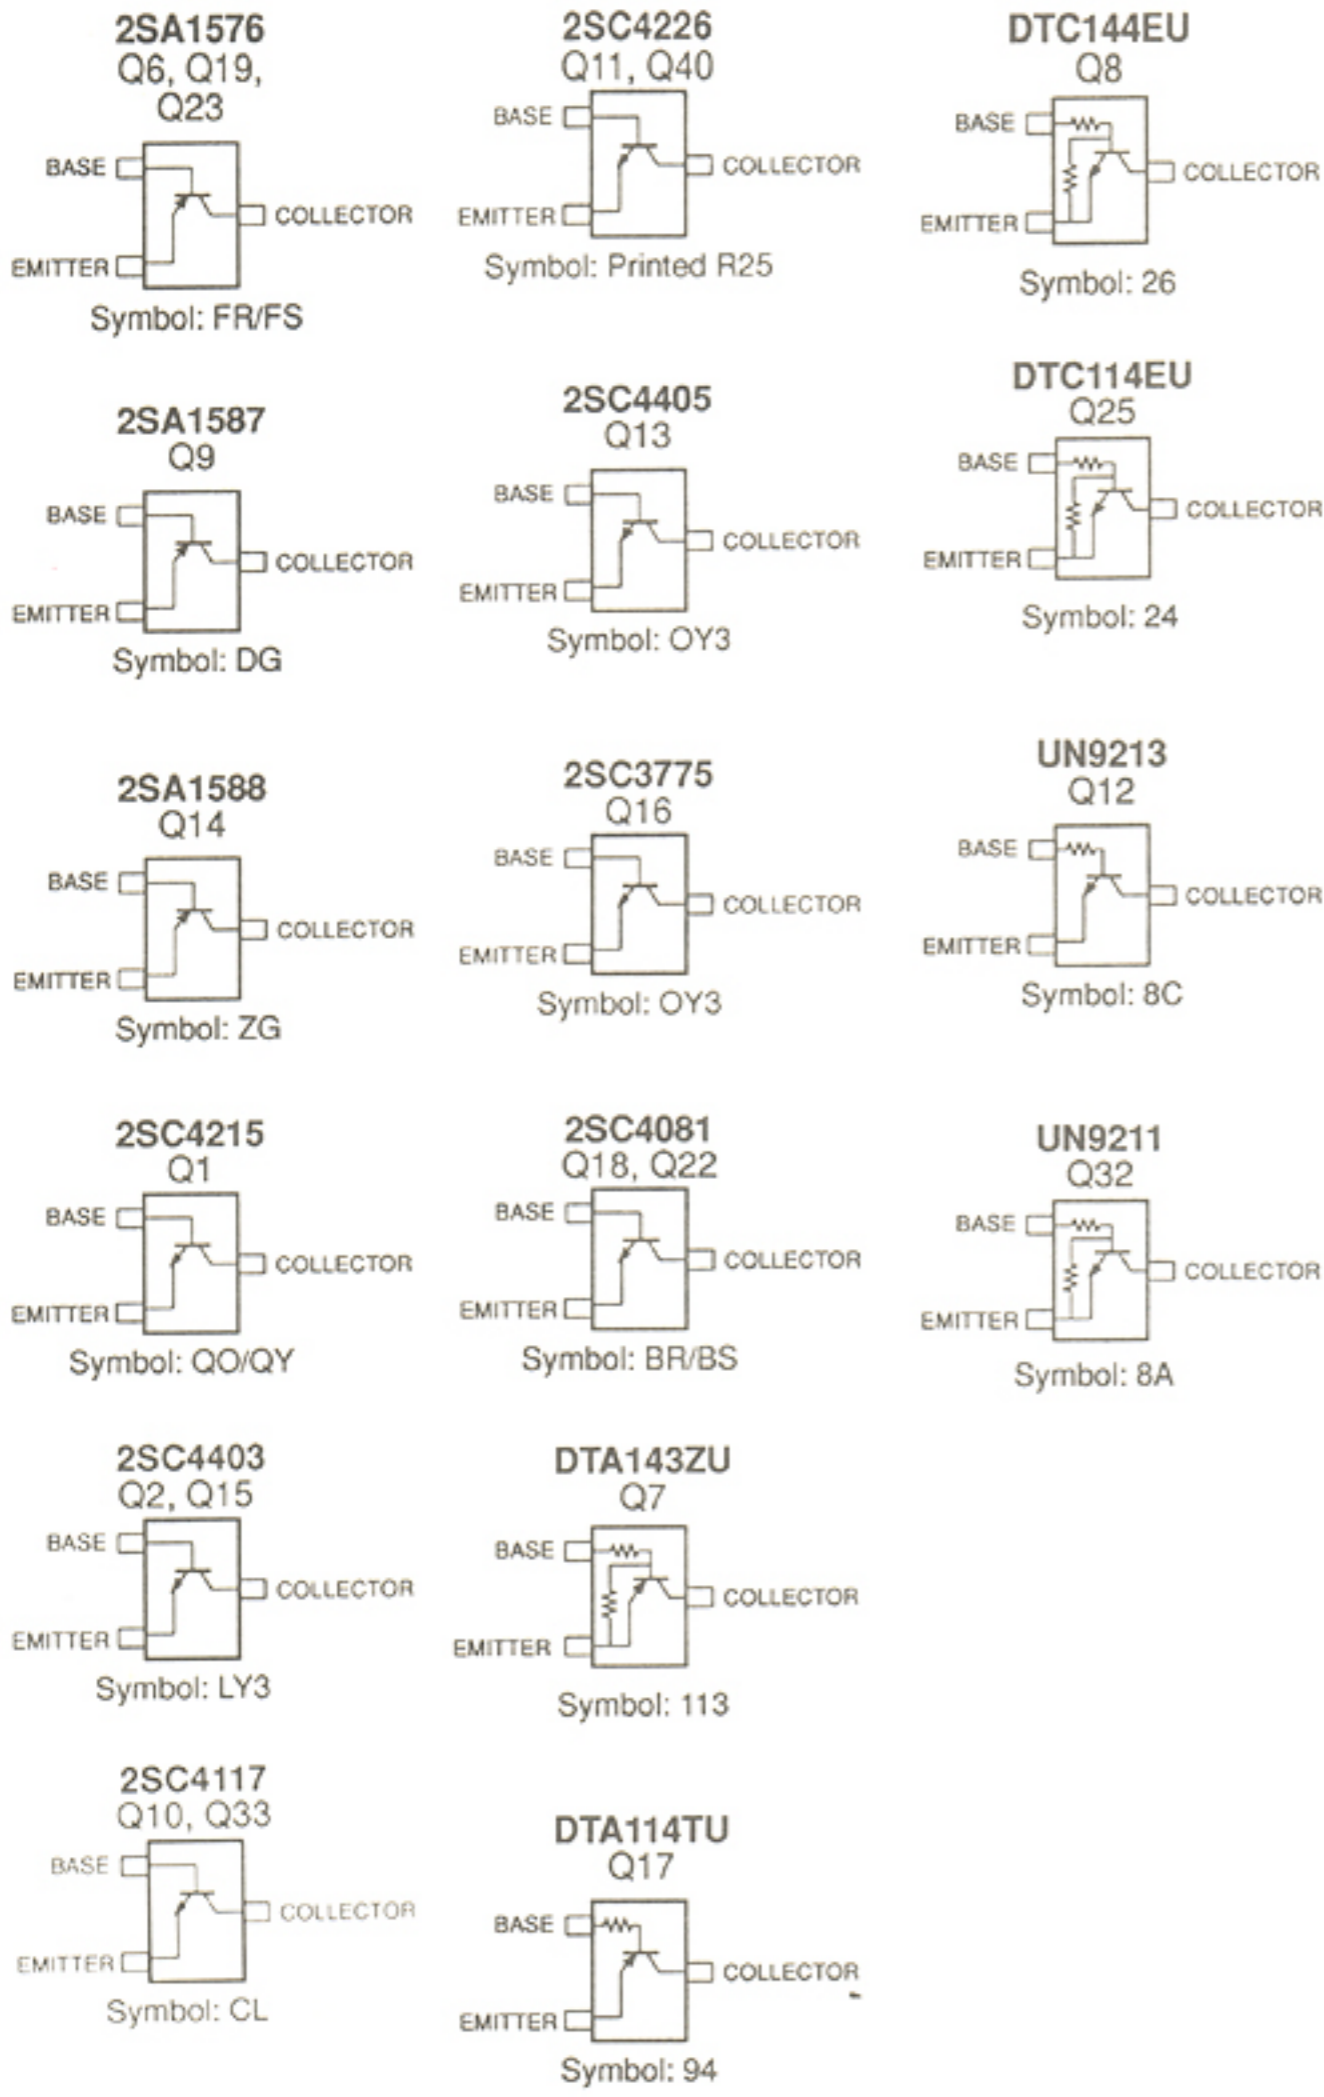 2SA1576
Q6, Q19,
Q23
BASE
COLLECTOR
EMITTER
Symbol: FR/FS
2SA1587
Q9
BASE
COLLECTOR
EMITTER
Symbol: DG
2SA1588
Q14
BASE
COLLECTOR
EMITTER
Symbol: ZG
2SC4215
Q1
BASE
COLLECTOR
EMITTER
Symbol: QO/QY
2SC4403
Q2, Q15
BASE
COLLECTOR
EMITTER
Symbol: LY3
2SC4117
Q10, Q33
BASE
COLLECTOR
EMITTER
Symbol: CL
2SC4226
Q11, Q40
BASE
COLLECTOR
EMITTER
Symbol: Printed R25
2SC4405
Q13
BASE
COLLECTOR
EMITTER
Symbol: OY3
2SC3775
Q16
BASE
COLLECTOR
EMITTER
Symbol: OY3
2SC4081
Q18, Q22
BASE
COLLECTOR
EMITTER
Symbol: BR/BS
DTA143ZU
Q7
BASE
COLLECTOR
EMITTER
Symbol: 113
DTA114TU
Q17
BASE
COLLECTOR
EMITTER
Symbol: 94
DTC144EU
Q8
BASE
COLLECTOR
EMITTER
Symbol: 26
DTC114EU
Q25
BASE
COLLECTOR
EMITTER
Symbol: 24
UN9213
Q12
BASE
COLLECTOR
EMITTER
Symbol: 8C
UN9211
Q32
BASE
COLLECTOR
EMITTER
Symbol: 8A